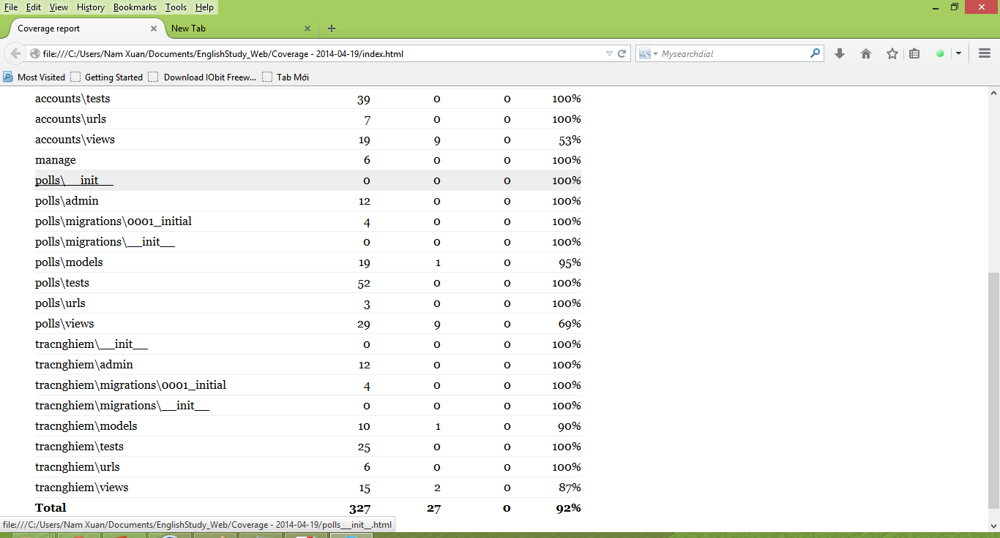 File Edit View History Bookmarks Tools Help
Coverage report New Tab
file:///C:/Users/Nam Xuan/Documents/EnglishStudy_Web/Coverage - 2014-04-19/index.html Mysearchdial
Most Visited Getting Started Download IObit Freew... Tab Mới
accounts\tests 39 0 0 100%
accounts\urls 7 0 0 100%
accounts\views 19 9 0 53%
manage 6 0 0 100%
polls\__init__ 0 0 0 100%
polls\admin 12 0 0 100%
polls\migrations\0001_initial 4 0 0 100%
polls\migrations\__init__ 0 0 0 100%
polls\models 19 1 0 95%
polls\tests 52 0 0 100%
polls\urls 3 0 0 100%
polls\views 29 9 0 69%
tracnghiem\__init__ 0 0 0 100%
tracnghiem\admin 12 0 0 100%
tracnghiem\migrations\0001_initial 4 0 0 100%
tracnghiem\migrations\__init__ 0 0 0 100%
tracnghiem\models 10 1 0 90%
tracnghiem\tests 25 0 0 100%
tracnghiem\urls 6 0 0 100%
tracnghiem\views 15 2 0 87%
Total 327 27 0 92%
file:///C:/Users/Nam Xuan/Documents/EnglishStudy_Web/Coverage - 2014-04-19/polls___init__.html